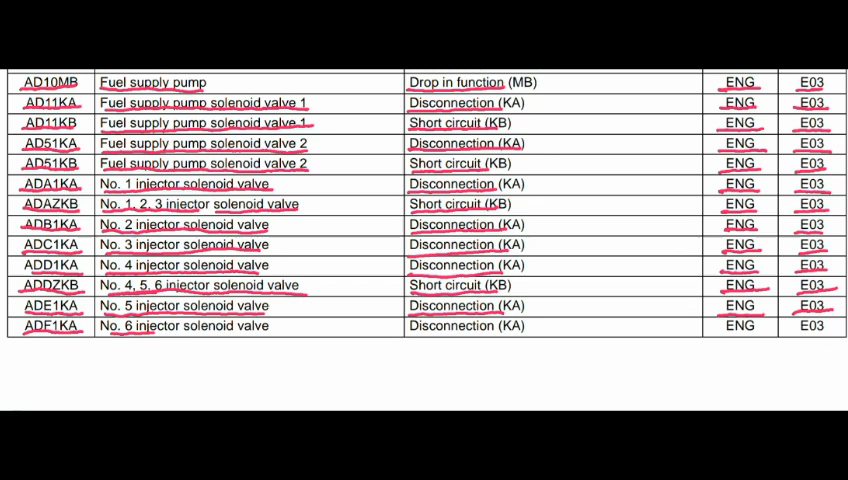 AD10MB Fuel supply pump Drop in function (MB) ENG E03
AD11KA Fuel supply pump solenoid valve 1 Disconnection (KA) ENG E03
AD11KB Fuel supply pump solenoid valve 1 Short circuit (KB) ENG E03
AD51KA Fuel supply pump solenoid valve 2 Disconnection (KA) ENG E03
AD51KB Fuel supply pump solenoid valve 2 Short circuit (KB) ENG E03
ADA1KA No. 1 injector solenoid valve Disconnection (KA) ENG E03
ADAZKB No. 1, 2, 3 injector solenoid valve Short circuit (KB) ENG E03
ADB1KA No. 2 injector solenoid valve Disconnection (KA) ENG E03
ADC1KA No. 3 injector solenoid valve Disconnection (KA) ENG E03
ADD1KA No. 4 injector solenoid valve Disconnection (KA) ENG E03
ADDZKB No. 4, 5, 6 injector solenoid valve Short circuit (KB) ENG E03
ADE1KA No. 5 injector solenoid valve Disconnection (KA) ENG E03
ADF1KA No. 6 injector solenoid valve Disconnection (KA) ENG E03